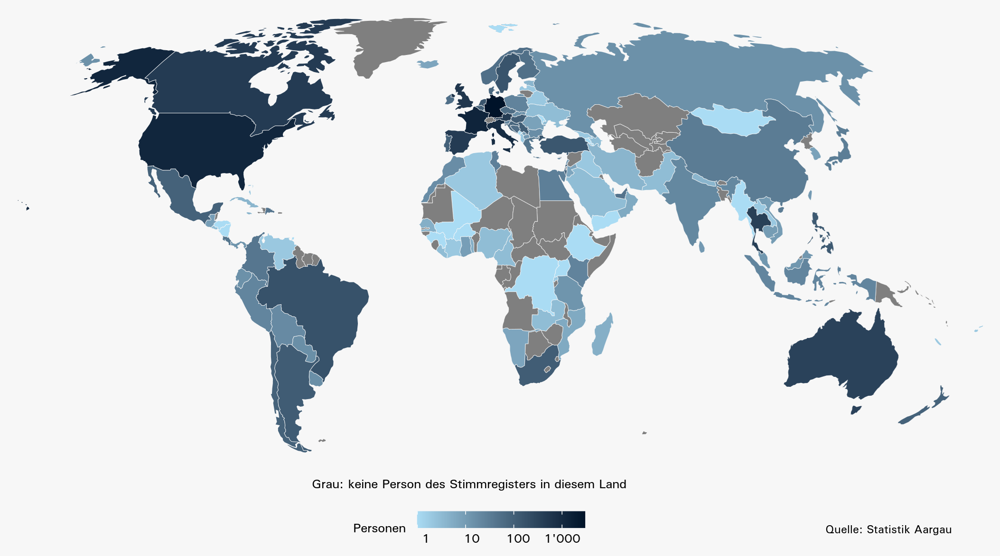 Grau: keine Person des Stimmregisters in diesem Land
Personen
1 10 100 1'000
Quelle: Statistik Aargau